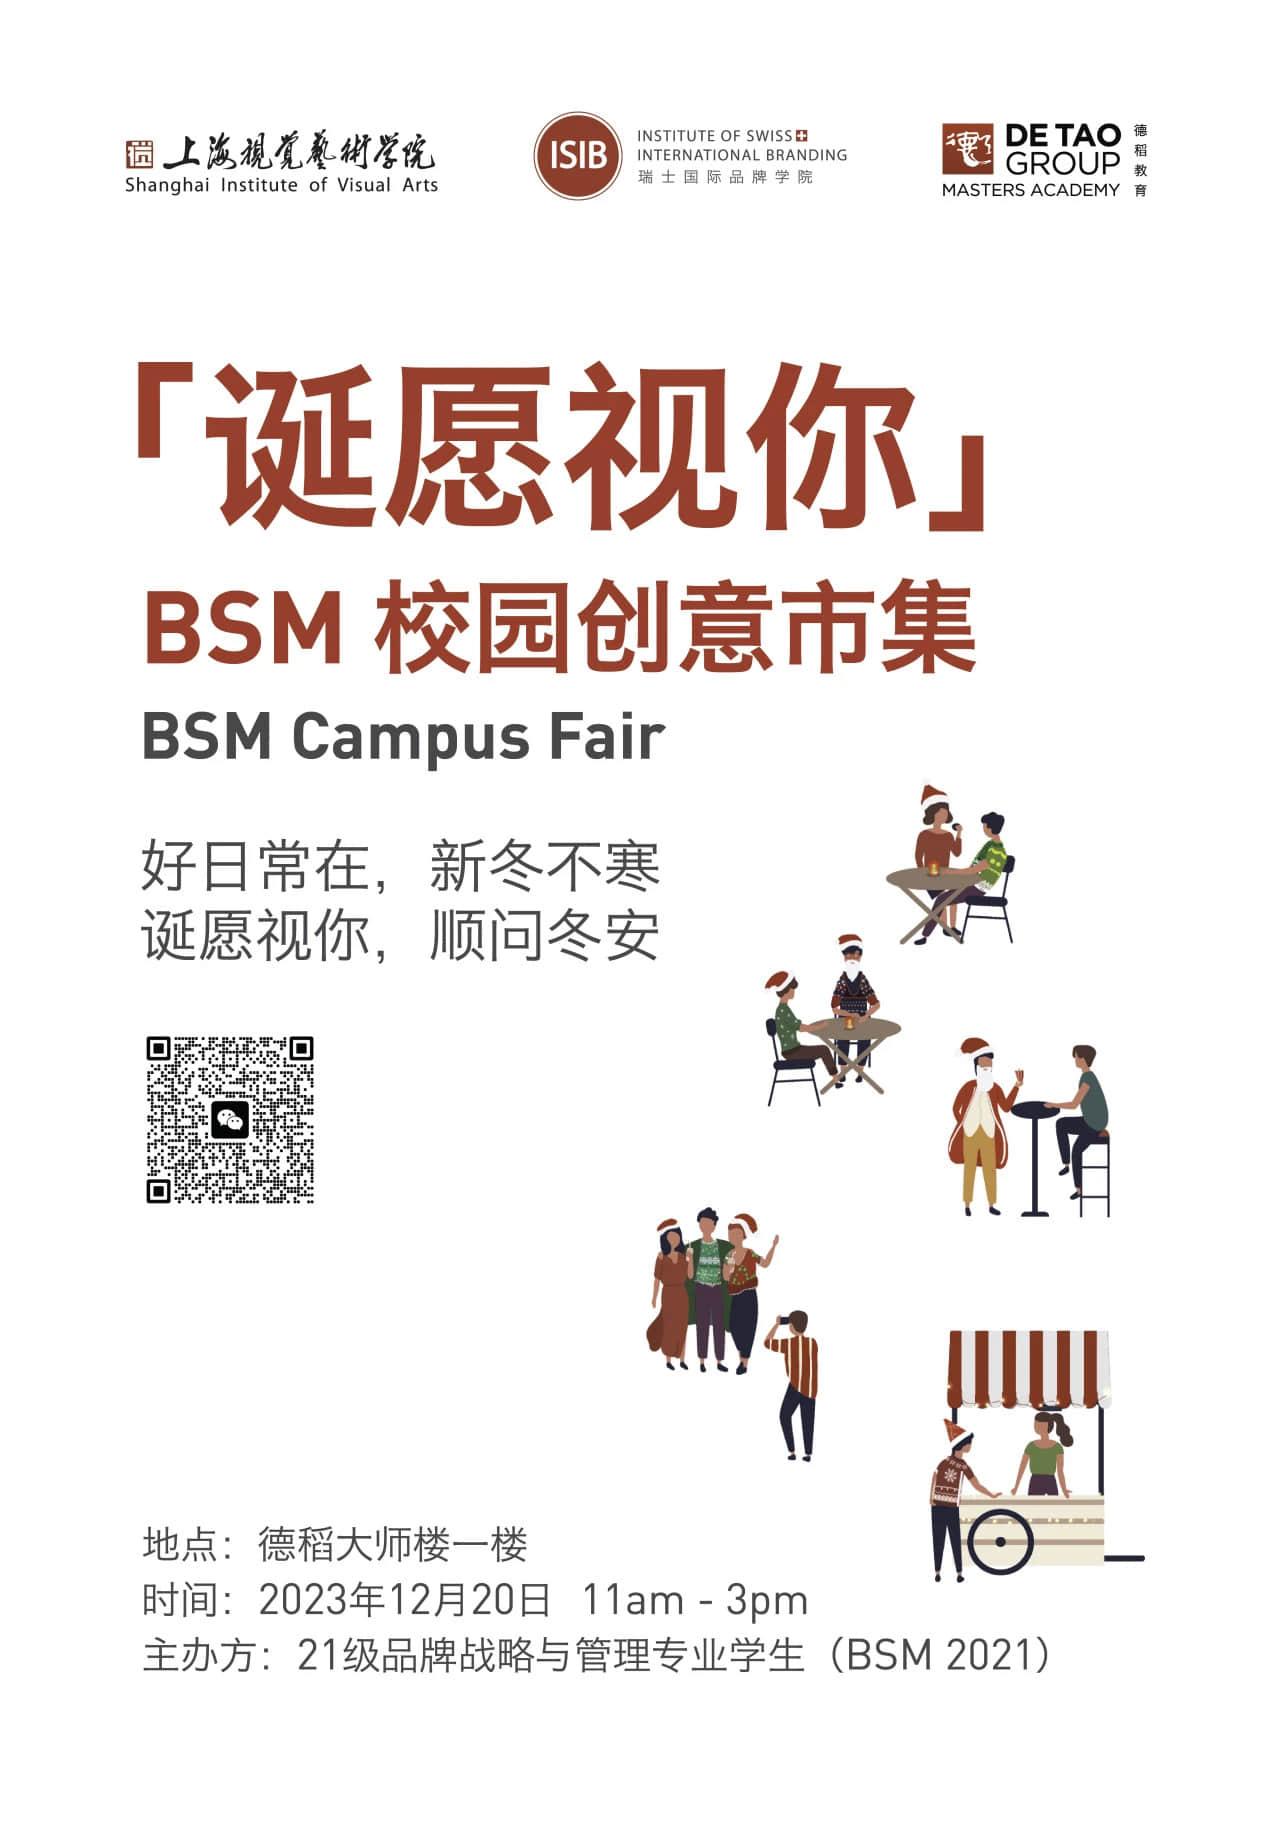 上海視覺藝術學院
Shanghai Institute of Visual Arts
ISIB
INSTITUTE OF SWISS
INTERNATIONAL BRANDING
瑞士国际品牌学院
德
DE TAO
GROUP
MASTERS ACADEMY
德稻教育
「诞愿视你」
BSM 校园创意市集
BSM Campus Fair
好日常在，新冬不寒
诞愿视你，顺问冬安
地点：德稻大师楼一楼
时间：2023年12月20日 11am - 3pm
主办方：21级品牌战略与管理专业学生（BSM 2021）